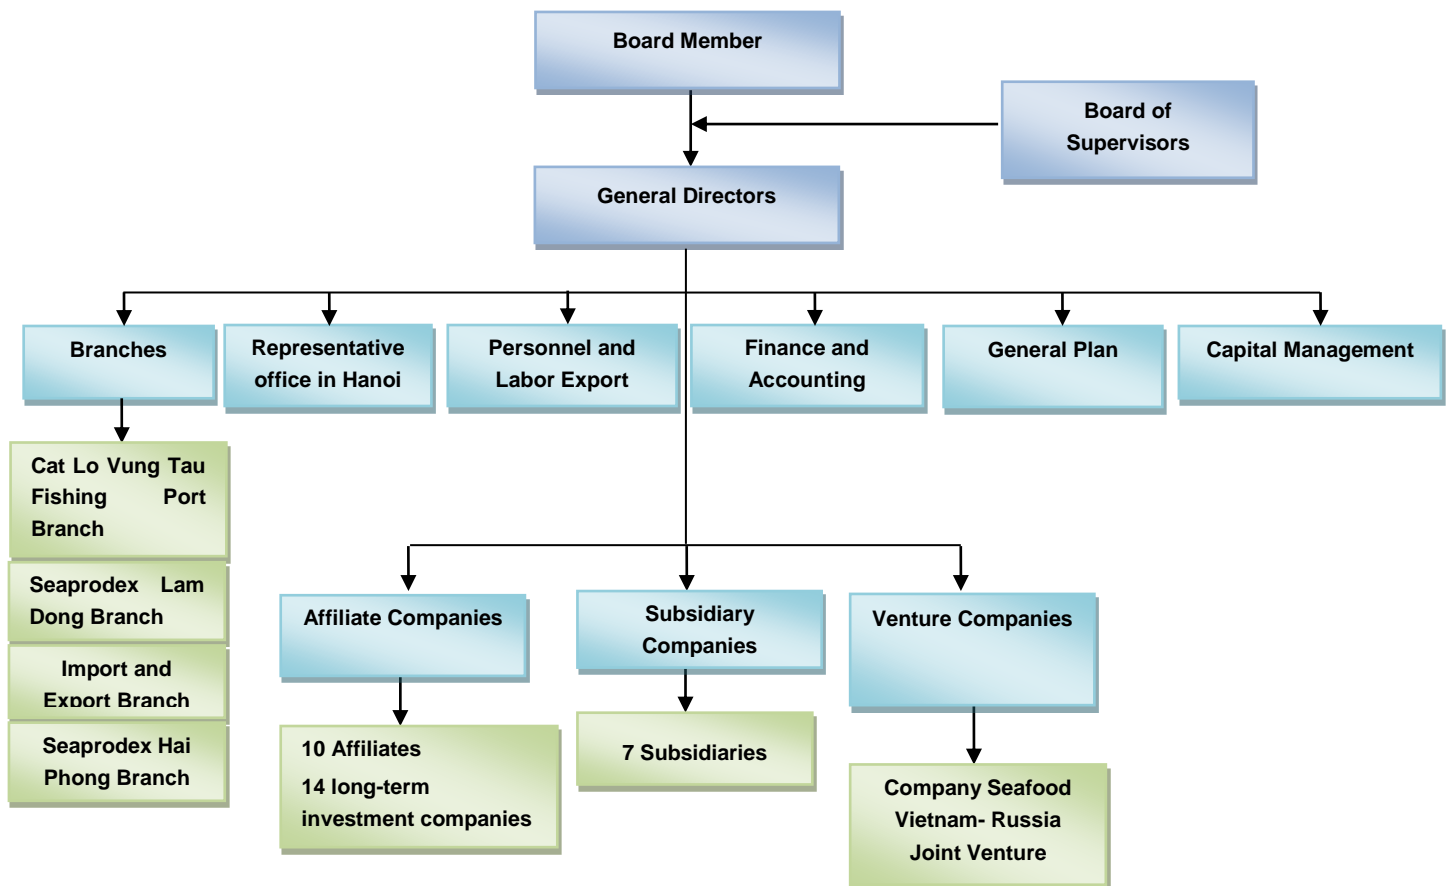 Board Member
Board of
Supervisors
General Directors
Branches
Representative
office in Hanoi
Personnel and
Labor Export
Finance and
Accounting
General Plan
Capital Management
Cat Lo Vung Tau
Fishing Port
Branch
Seaprodex Lam
Dong Branch
Import and
Export Branch
Seaprodex Hai
Phong Branch
Affiliate Companies
Subsidiary
Companies
Venture Companies
10 Affiliates
14 long-term
investment companies
7 Subsidiaries
Company Seafood
Vietnam- Russia
Joint Venture